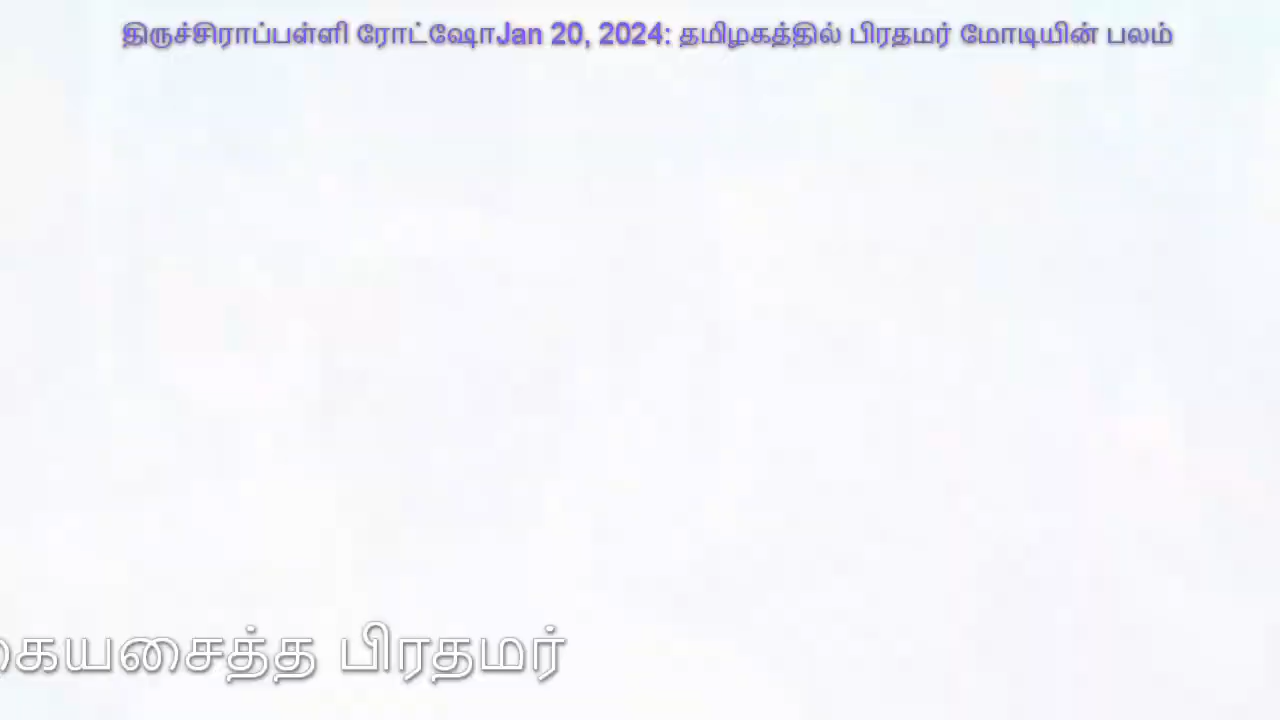 திருச்சிராப்பள்ளி ரோட்ஷோJan 20, 2024: தமிழகத்தில் பிரதமர் மோடியின் பலம்
கையசைத்த பிரதமர்